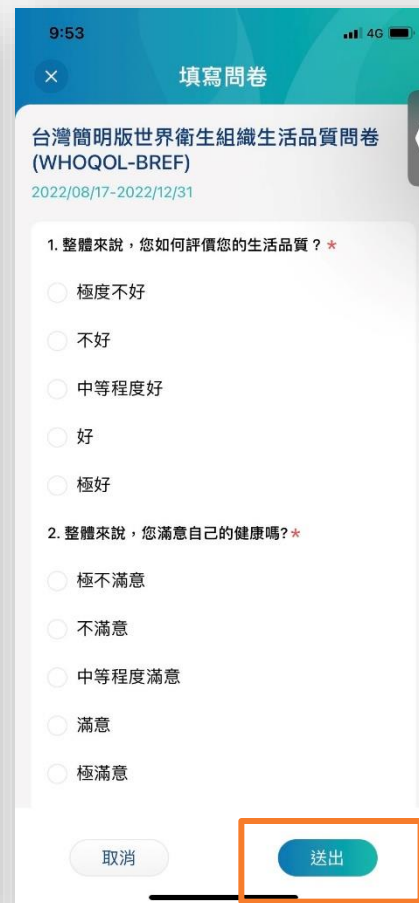 9:53
4G
填寫問卷
台灣簡明版世界衛生組織生活品質問卷
(WHOQOL-BREF)
2022/08/17-2022/12/31
1. 整體來說，您如何評價您的生活品質？*
極度不好
不好
中等程度好
好
極好
2. 整體來說，您滿意自己的健康嗎?*
極不滿意
不滿意
中等程度滿意
滿意
極滿意
取消
送出